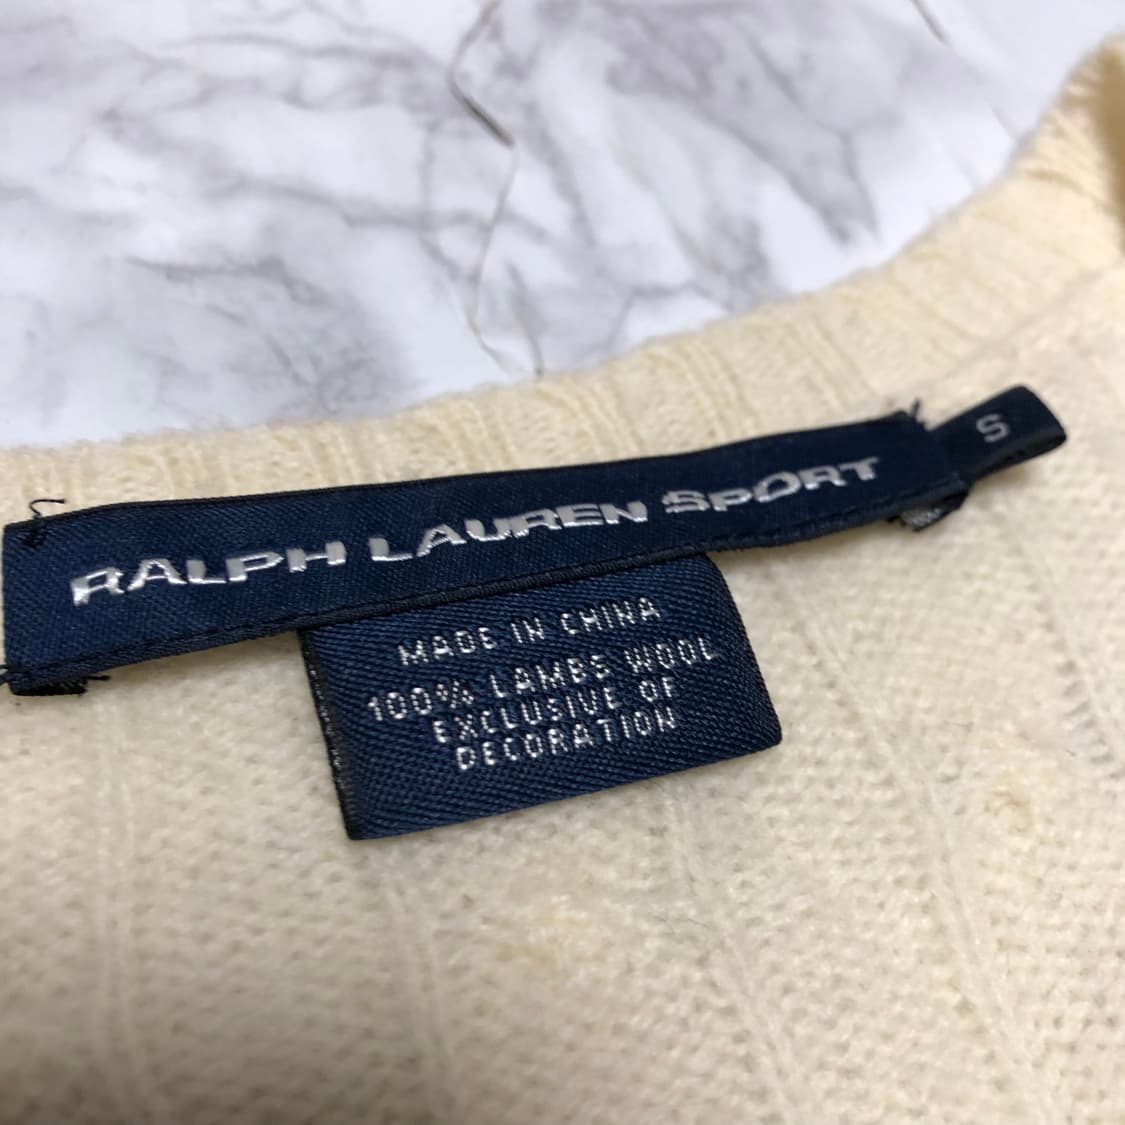 RALPH LAUREN SPORT
S
MADE IN CHINA
100% LAMBS WOOL
EXCLUSIVE OF
DECORATION